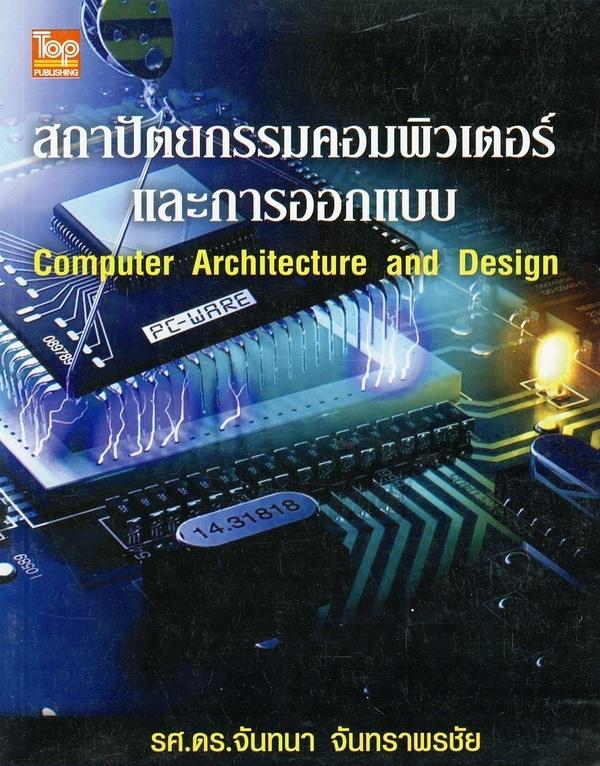 Top
PUBLISHING
สถาปัตยกรรมคอมพิวเตอร์
และการออกแบบ
Computer Architecture and Design
PC-WARE
089789
14.31818
10589
รศ.ดร.จันทนา จันทราพรชัย